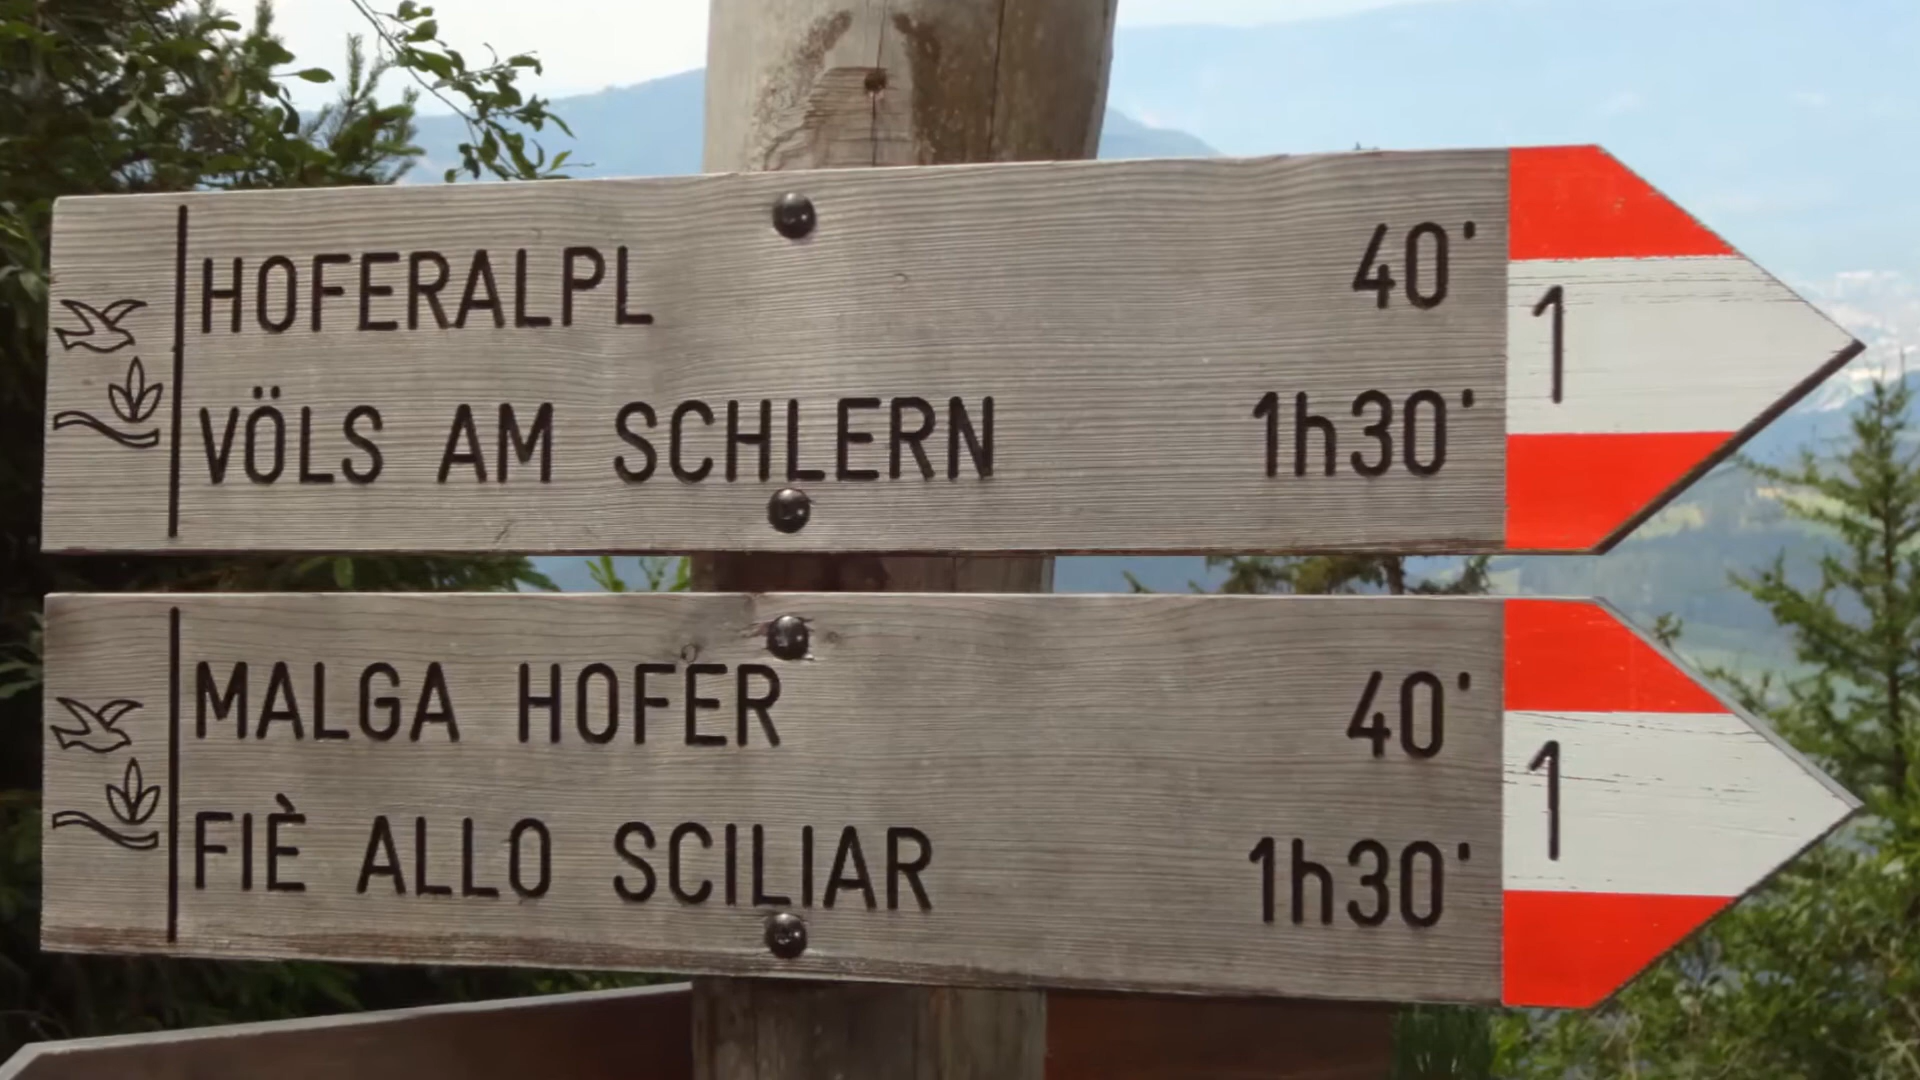 HOFERALPL 40'
VÖLS AM SCHLERN 1h30'
1
MALGA HOFER 40'
FIÈ ALLO SCILIAR 1h30'
1